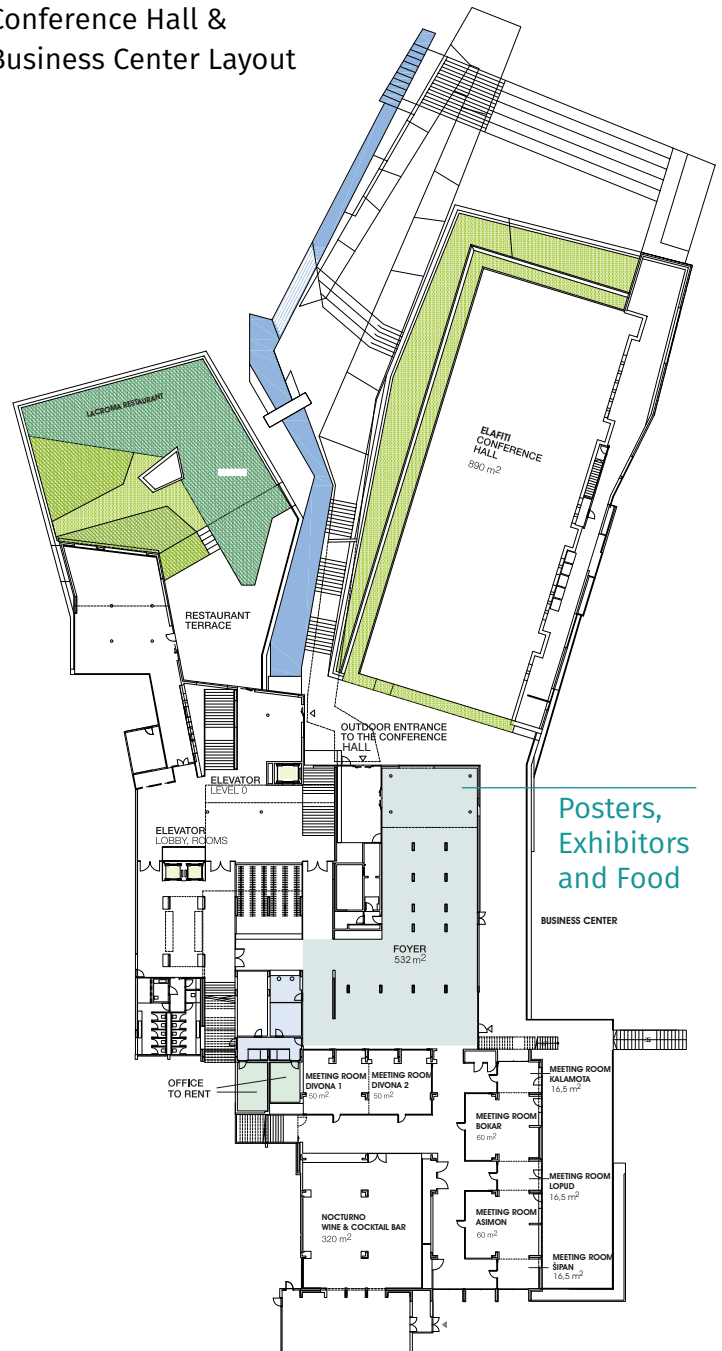 Conference Hall &
Business Center Layout
LACROMA RESTAURANT
ELAFITI
CONFERENCE
HALL
890 m2
RESTAURANT
TERRACE
OUTDOOR ENTRANCE
TO THE CONFERENCE
HALL
ELEVATOR
LEVEL 0
ELEVATOR
LOBBY, ROOMS
Posters,
Exhibitors
and Food
BUSINESS CENTER
FOYER
532 m2
OFFICE
TO RENT
MEETING ROOM
DIVONA 1
50 m2
MEETING ROOM
DIVONA 2
50 m2
MEETING ROOM
KALAMOTA
16,5 m2
MEETING ROOM
BOKAR
60 m2
MEETING ROOM
LOPUD
16,5 m2
MEETING ROOM
ASIMON
60 m2
NOCTURNO
WINE & COCKTAIL BAR
320 m2
MEETING ROOM
ŠIPAN
16,5 m2